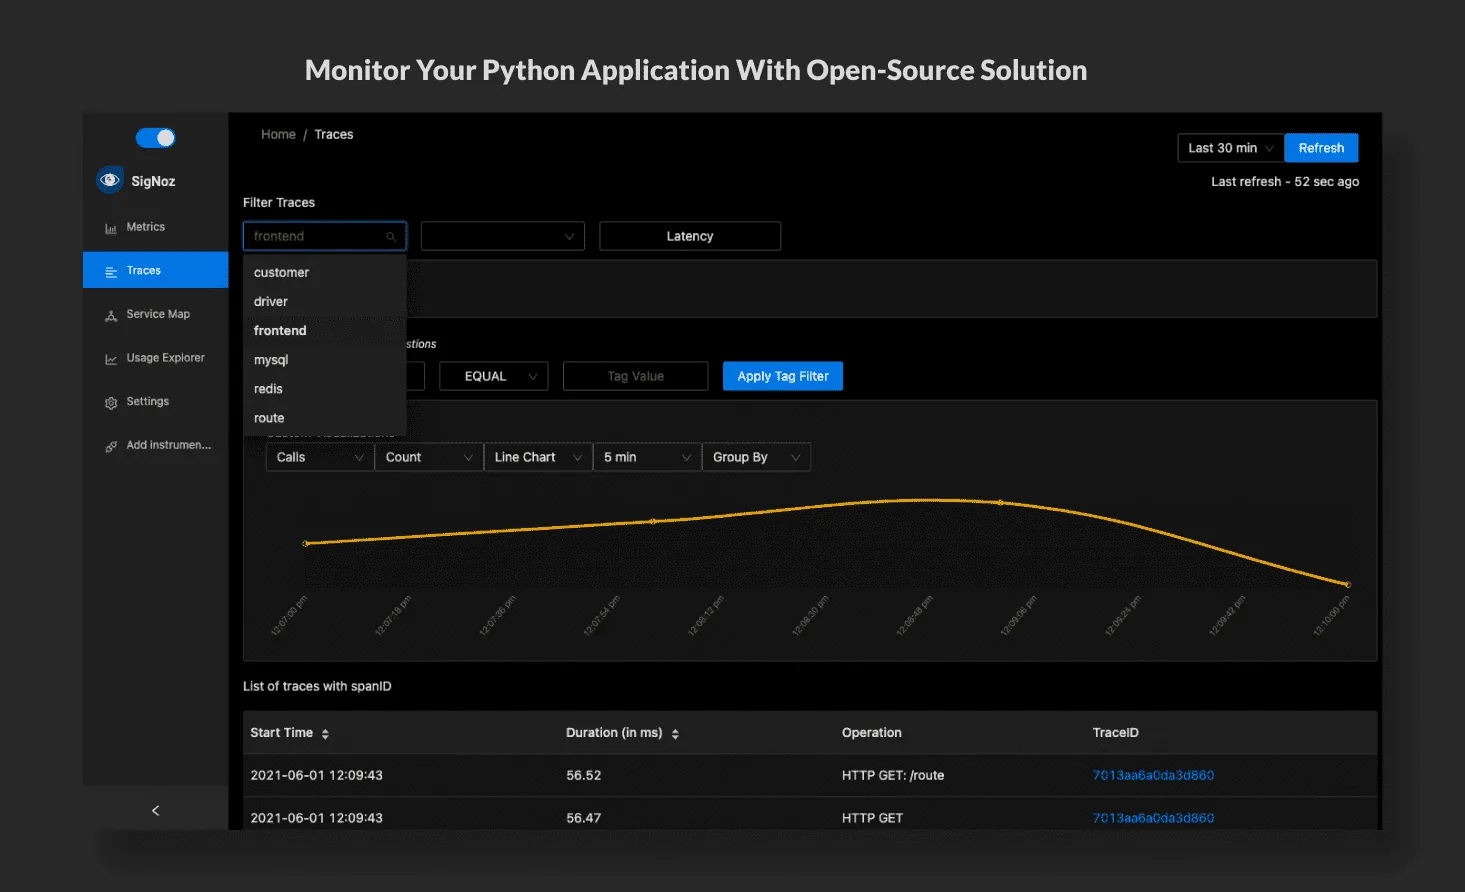 Monitor Your Python Application With Open-Source Solution
Home / Traces
Last 30 min
Refresh
Last refresh - 52 sec ago
SigNoz
Metrics
Traces
Service Map
Usage Explorer
Settings
Add instrumen...
Filter Traces
frontend
Latency
customer
driver
frontend
mysql
redis
route
stions
EQUAL
Tag Value
Apply Tag Filter
Calls
Count
Line Chart
5 min
Group By
12:07:00 pm
12:07:18 pm
12:07:36 pm
12:07:54 pm
12:08:12 pm
12:08:30 pm
12:08:48 pm
12:09:06 pm
12:09:24 pm
12:09:42 pm
12:10:00 pm
List of traces with spanID
Start Time Duration (in ms) Operation TraceID
2021-06-01 12:09:43 56.52 HTTP GET: /route 7013aa6a0da3d860
2021-06-01 12:09:43 56.47 HTTP GET 7013aa6a0da3d860